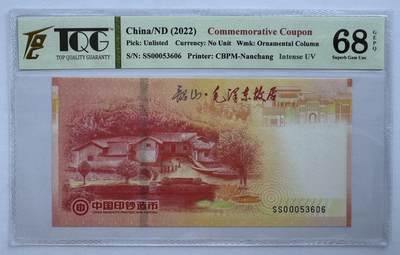 TQG
TOP QUALITY GUARANTY
China/ND (2022) Commemorative Coupon
Pick: Unlisted Currency: No Unit Wmk: Ornamental Column
S/N: SS00053606 Printer: CBPM-Nanchang Intense UV
68
GEPQ
Superb Gem Unc
韶山·毛泽东故居
中国印钞造币
SS00053606